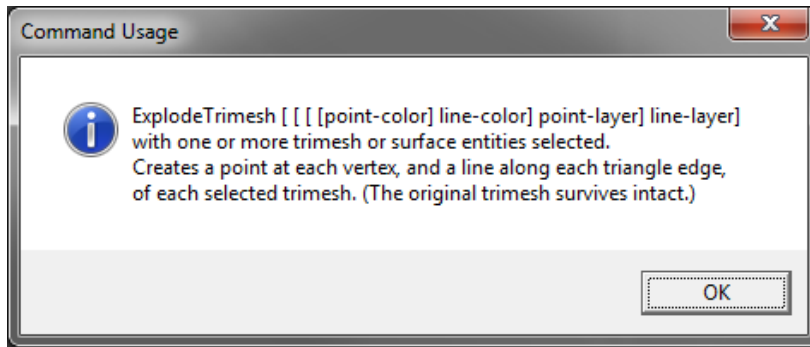 Command Usage
ExplodeTrimesh [ [ [ [point-color] line-color] point-layer] line-layer]
with one or more trimesh or surface entities selected.
Creates a point at each vertex, and a line along each triangle edge,
of each selected trimesh. (The original trimesh survives intact.)
OK